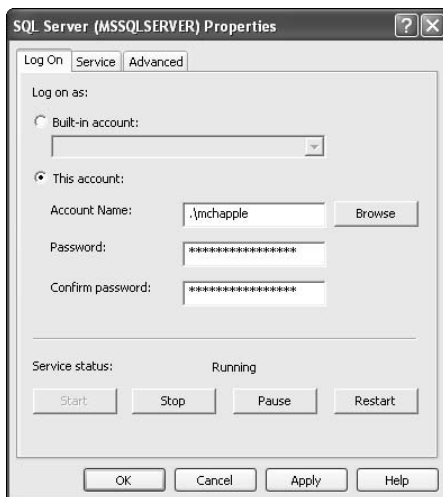 SQL Server (MSSQLSERVER) Properties
Log On Service Advanced
Log on as:
Built-in account:
This account:
Account Name: .\mchapple Browse
Password: ****************
Confirm password: ****************
Service status: Running
Start Stop Pause Restart
OK Cancel Apply Help